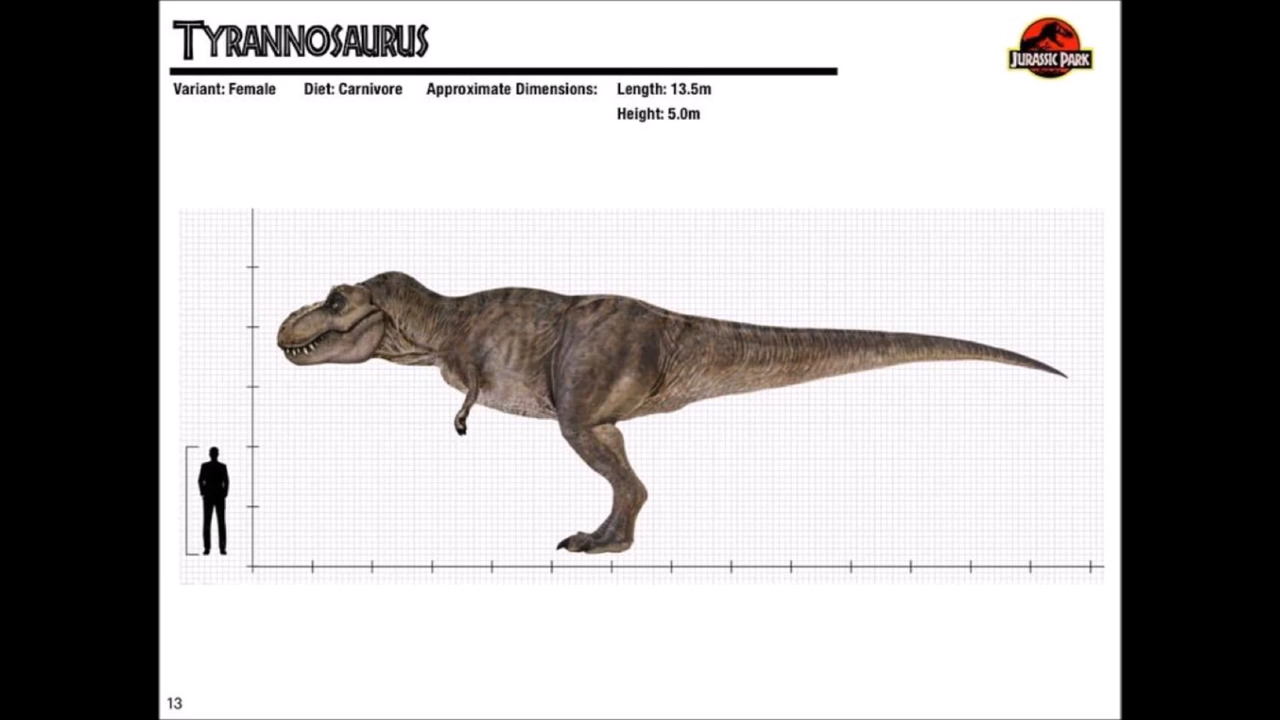 TYRANNOSAURUS
JURASSIC PARK
Variant: Female Diet: Carnivore Approximate Dimensions: Length: 13.5m
Height: 5.0m
13